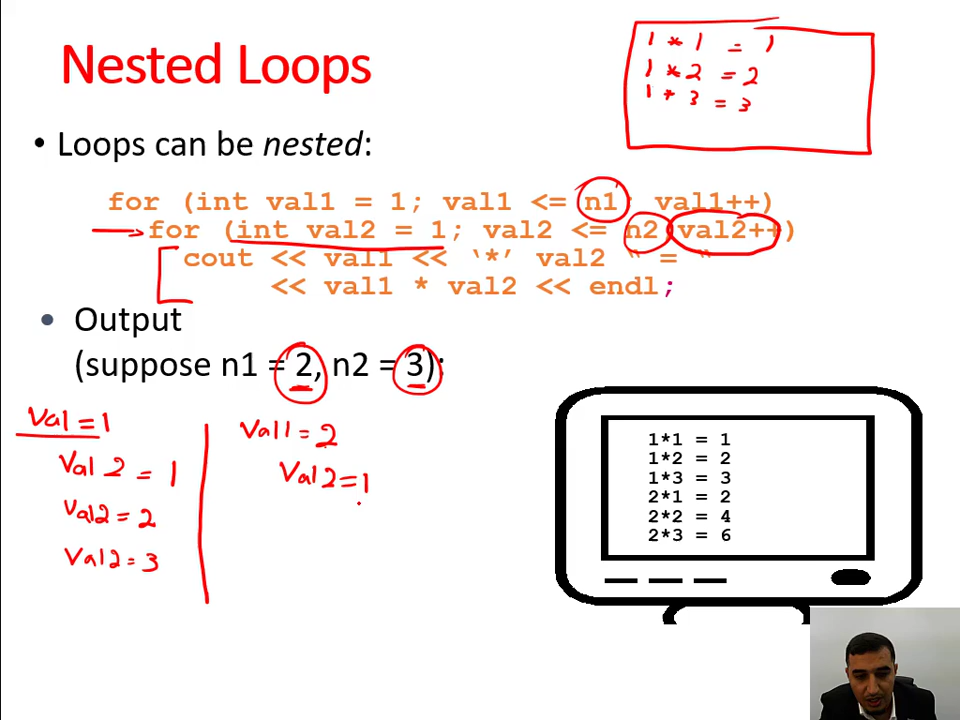 Nested Loops
1 * 1 = 1
1 * 2 = 2
1 * 3 = 3
• Loops can be nested:
for (int val1 = 1; val1 <= n1; val1++)
for (int val2 = 1; val2 <= n2; val2++)
cout << val1 << ‘*’ val2 “ = “
<< val1 * val2 << endl;
• Output
(suppose n1 = 2, n2 = 3):
Val = 1
Val 2 = 1
Val2 = 2
Val2 = 3
Val1 = 2
Val2 = 1
1*1 = 1
1*2 = 2
1*3 = 3
2*1 = 2
2*2 = 4
2*3 = 6